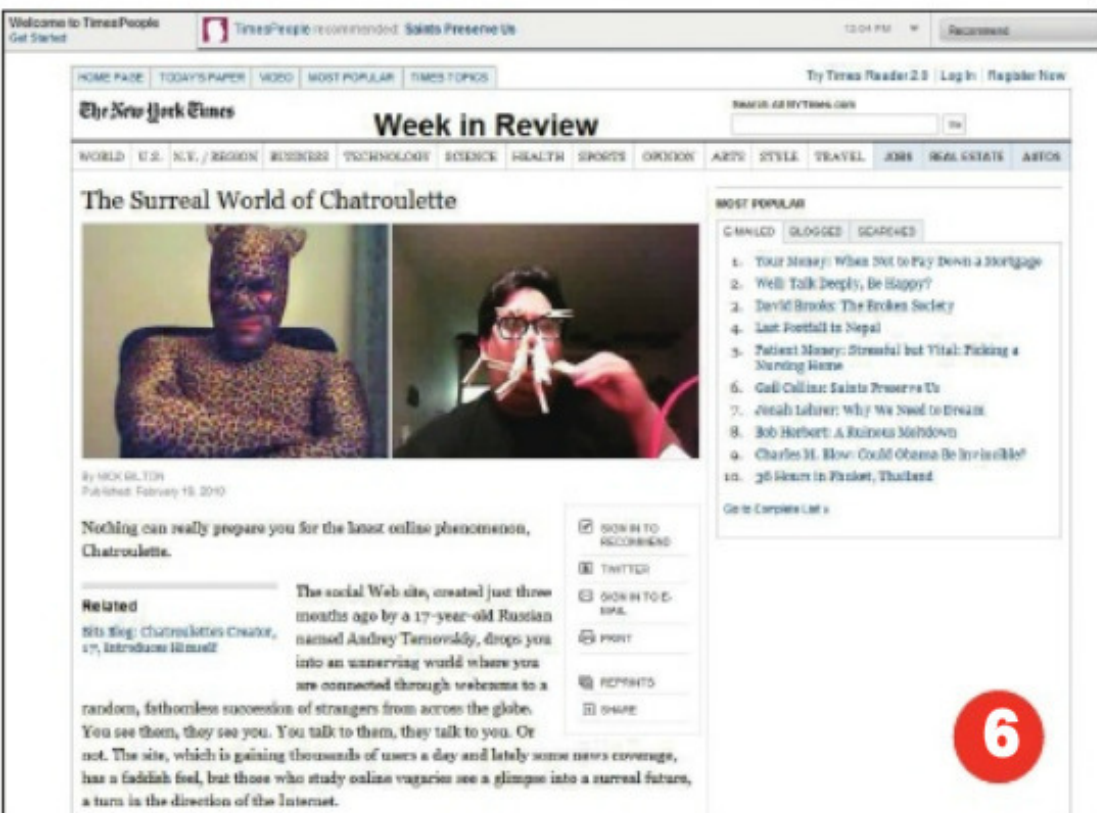 Welcome to TimesPeople
Get Started
TimesPeople recommended: Saints Preserve Us
12:04 PM
Recommend
HOME PAGE TODAY'S PAPER VIDEO MOST POPULAR TIMES TOPICS
Try Times Reader 2.0 Log In Register Now
The New York Times
Week in Review
Search All NYTimes.com
Go
WORLD U.S. N.Y. / REGION BUSINESS TECHNOLOGY SCIENCE HEALTH SPORTS OPINION ARTS STYLE TRAVEL JOBS REAL ESTATE AUTOS
The Surreal World of Chatroulette
By NICK BILTON
Published: February 19, 2010
Nothing can really prepare you for the latest online phenomenon,
Chatroulette.
Related
Bits Blog: Chatroulette's Creator,
17, Introduces Himself
The social Web site, created just three
months ago by a 17-year-old Russian
named Andrey Ternovskiy, drops you
into an unnerving world where you
are connected through webcams to a
random, fathomless succession of strangers from across the globe.
You see them, they see you. You talk to them, they talk to you. Or
not. The site, which is gaining thousands of users a day and lately some news coverage,
has a faddish feel, but those who study online vagaries see a glimpse into a surreal future,
a turn in the direction of the Internet.
SIGN IN TO
RECOMMEND
TWITTER
SIGN IN TO E-
MAIL
PRINT
REPRINTS
SHARE
MOST POPULAR
E-MAILED BLOGGED SEARCHED
1. Your Money: When Not to Pay Down a Mortgage
2. Well: Talk Deeply, Be Happy?
3. David Brooks: The Broken Society
4. Last Footfall in Nepal
5. Patient Money: Stressful but Vital: Picking a
Nursing Home
6. Gail Collins: Saints Preserve Us
7. Jonah Lehrer: Why We Need to Dream
8. Bob Herbert: A Ruinous Meltdown
9. Charles M. Blow: Could Obama Be Invincible?
10. 36 Hours in Phuket, Thailand
Go to Complete List »
6